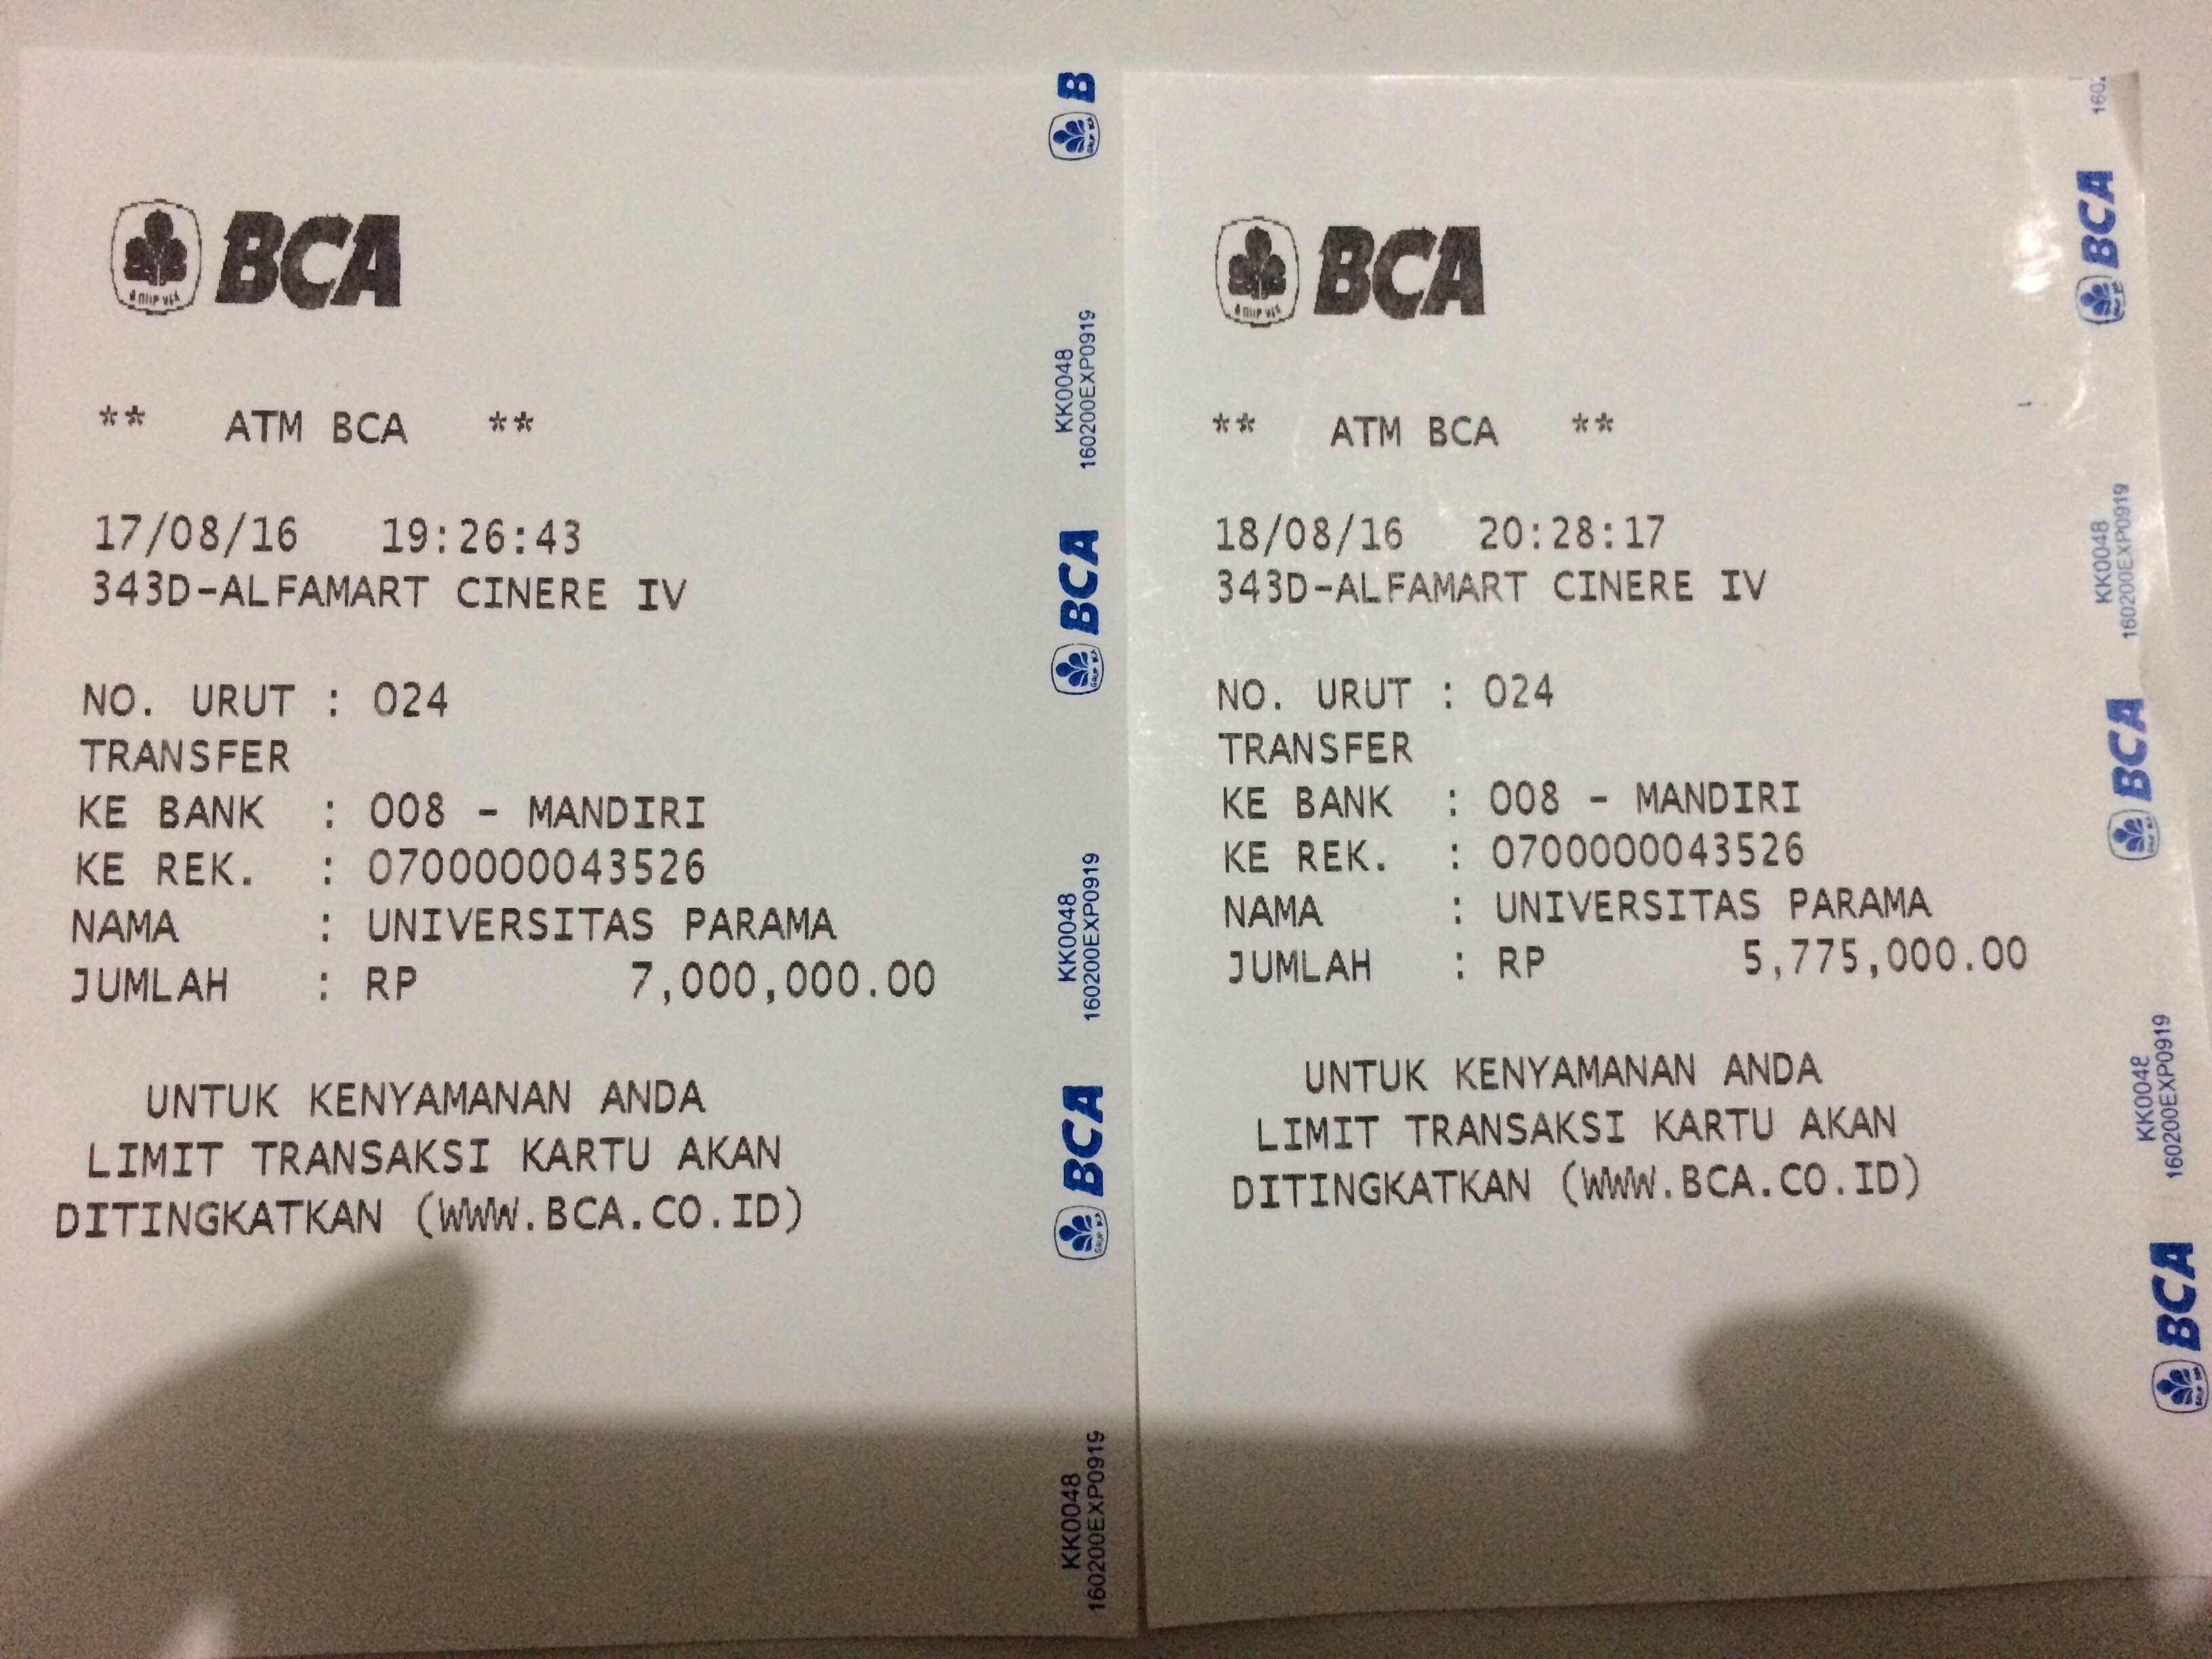 BCA
** ATM BCA **
17/08/16 19:26:43
343D-ALFAMART CINERE IV
NO. URUT : 024
TRANSFER
KE BANK : 008 - MANDIRI
KE REK. : 0700000043526
NAMA : UNIVERSITAS PARAMA
JUMLAH : RP 7,000,000.00
UNTUK KENYAMANAN ANDA
LIMIT TRANSAKSI KARTU AKAN
DITINGKATKAN (WWW.BCA.CO.ID)
B
KK0048
160200EXP0919
BCA
KK0048
160200EXP0919
BCA
KK0048
160200EXP0919
BCA
** ATM BCA **
18/08/16 20:28:17
343D-ALFAMART CINERE IV
NO. URUT : 024
TRANSFER
KE BANK : 008 - MANDIRI
KE REK. : 0700000043526
NAMA : UNIVERSITAS PARAMA
JUMLAH : RP 5,775,000.00
UNTUK KENYAMANAN ANDA
LIMIT TRANSAKSI KARTU AKAN
DITINGKATKAN (WWW.BCA.CO.ID)
BCA
KK0048
160200EXP0919
BCA
KK0048
160200EXP0919
BCA